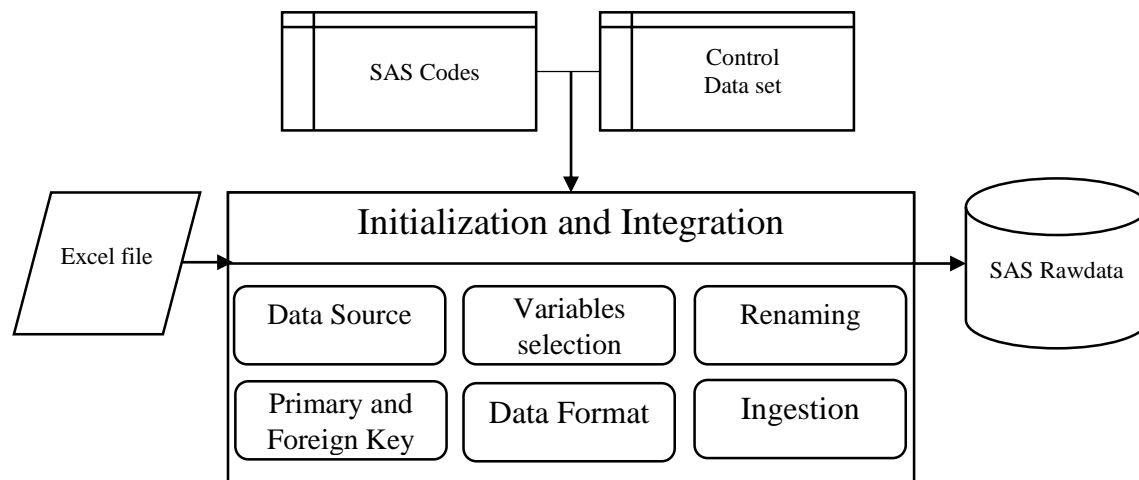 SAS Codes
Control
Data set
Initialization and Integration
Excel file
SAS Rawdata
Data Source
Variables
selection
Renaming
Primary and
Foreign Key
Data Format
Ingestion